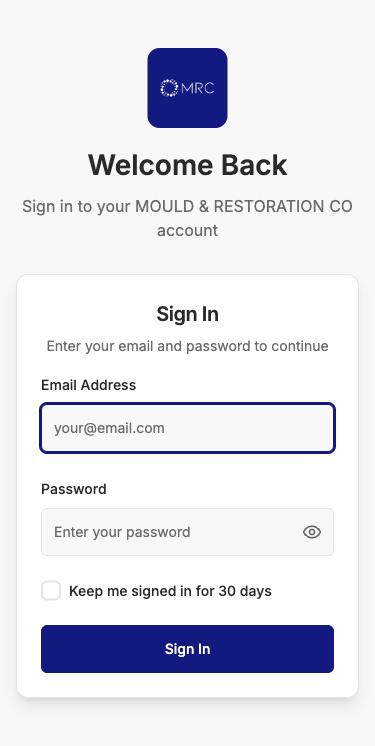 MRC
Welcome Back
Sign in to your MOULD & RESTORATION CO
account
Sign In
Enter your email and password to continue
Email Address
your@email.com
Password
Enter your password
Keep me signed in for 30 days
Sign In